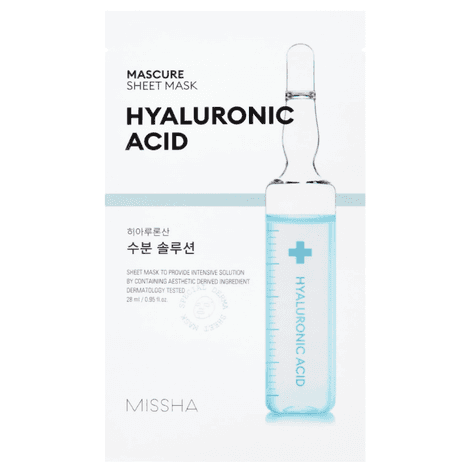 MASCURE
SHEET MASK
HYALURONIC
ACID
히아루론산
수분 솔루션
SHEET MASK TO PROVIDE INTENSIVE SOLUTION
BY CONTAINING AESTHETIC DERIVED INGREDIENT
DERMATOLOGY TESTED
28 ml / 0.95 fl oz.
MISSHA
HYALURONIC ACID